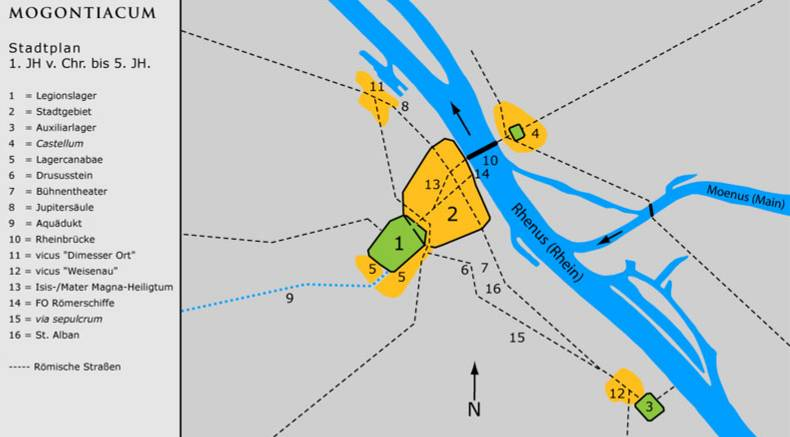 MOGONTIACUM
Stadtplan
1. JH v. Chr. bis 5. JH.
1 = Legionslager
2 = Stadtgebiet
3 = Auxiliarlager
4 = Castellum
5 = Lagercanabae
6 = Drususstein
7 = Bühnentheater
8 = Jupitersäule
9 = Aquädukt
10 = Rheinbrücke
11 = vicus "Dimesser Ort"
12 = vicus "Weisenau"
13 = Isis-/Mater Magna-Heiligtum
14 = FO Römerschiffe
15 = via sepulcrum
16 = St. Alban
----- Römische Straßen
11
8
4
10
14
13
2
Moenus (Main)
Rhenus (Rhein)
1
5
5
6
7
16
9
15
12
3
N